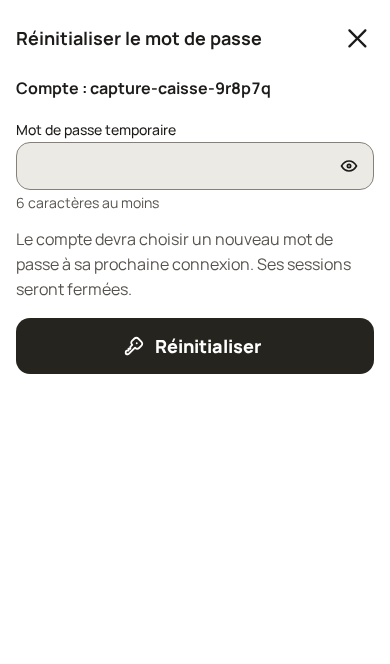 Réinitialiser le mot de passe
Compte : capture-caisse-9r8p7q
Mot de passe temporaire
6 caractères au moins
Le compte devra choisir un nouveau mot de
passe à sa prochaine connexion. Ses sessions
seront fermées.
Réinitialiser